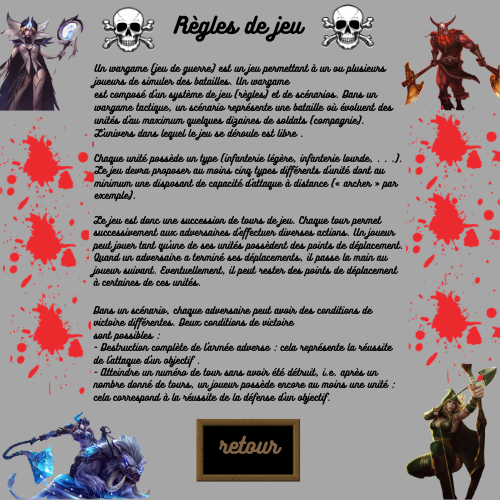 Règles de jeu
Un wargame (jeu de guerre) est un jeu permettant à un ou plusieurs
joueurs de simuler des batailles. Un wargame
est composé d'un système de jeu (règles) et de scénarios. Dans un
wargame tactique, un scénario représente une bataille où évoluent des
unités d'au maximum quelques dizaines de soldats (compagnie).
L'univers dans lequel le jeu se déroule est libre .
Chaque unité possède un type (infanterie légère, infanterie lourde, . . .).
Le jeu devra proposer au moins cinq types différents d'unité dont au
minimum une disposant de capacité d'attaque à distance (« archer » par
exemple).
Le jeu est donc une succession de tours de jeu. Chaque tour permet
successivement aux adversaires d'effectuer diverses actions. Un joueur
peut jouer tant qu'une de ses unités possèdent des points de déplacement.
Quand un adversaire a terminé ses déplacements, il passe la main au
joueur suivant. Eventuellement, il peut rester des points de déplacement
à certaines de ces unités.
Dans un scénario, chaque adversaire peut avoir des conditions de
victoire différentes. Deux conditions de victoire
sont possibles :
- Destruction complète de l'armée adverse : cela représente la réussite
de l'attaque d'un objectif .
- Atteindre un numéro de tour sans avoir été détruit, i.e. après un
nombre donné de tours, un joueur possède encore au moins une unité :
cela correspond à la réussite de la défense d'un objectif.
retour